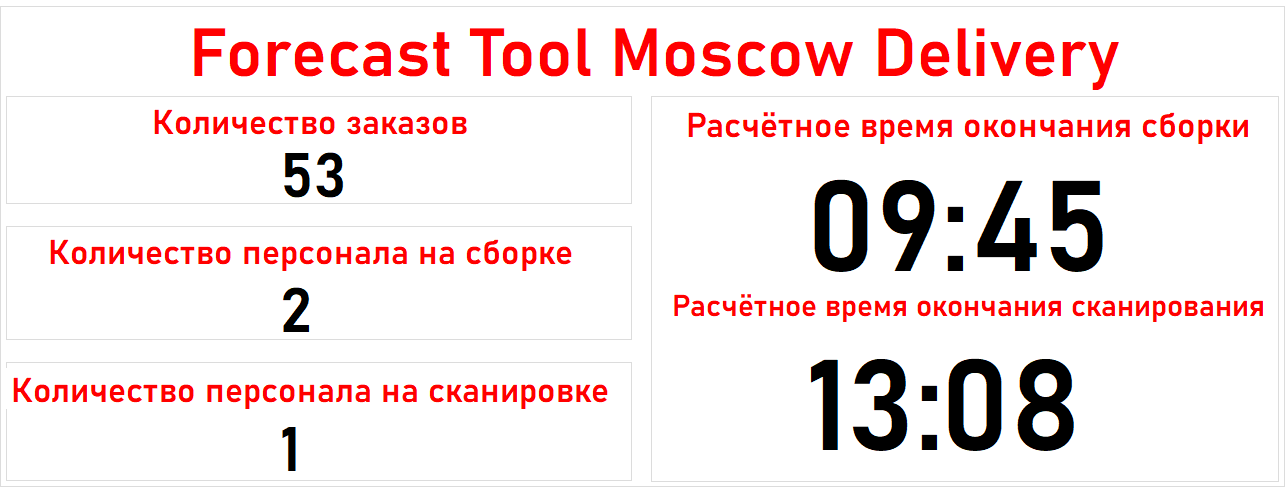 Forecast Tool Moscow Delivery
Количество заказов
53
Количество персонала на сборке
2
Количество персонала на сканировке
1
Расчётное время окончания сборки
09:45
Расчётное время окончания сканирования
13:08